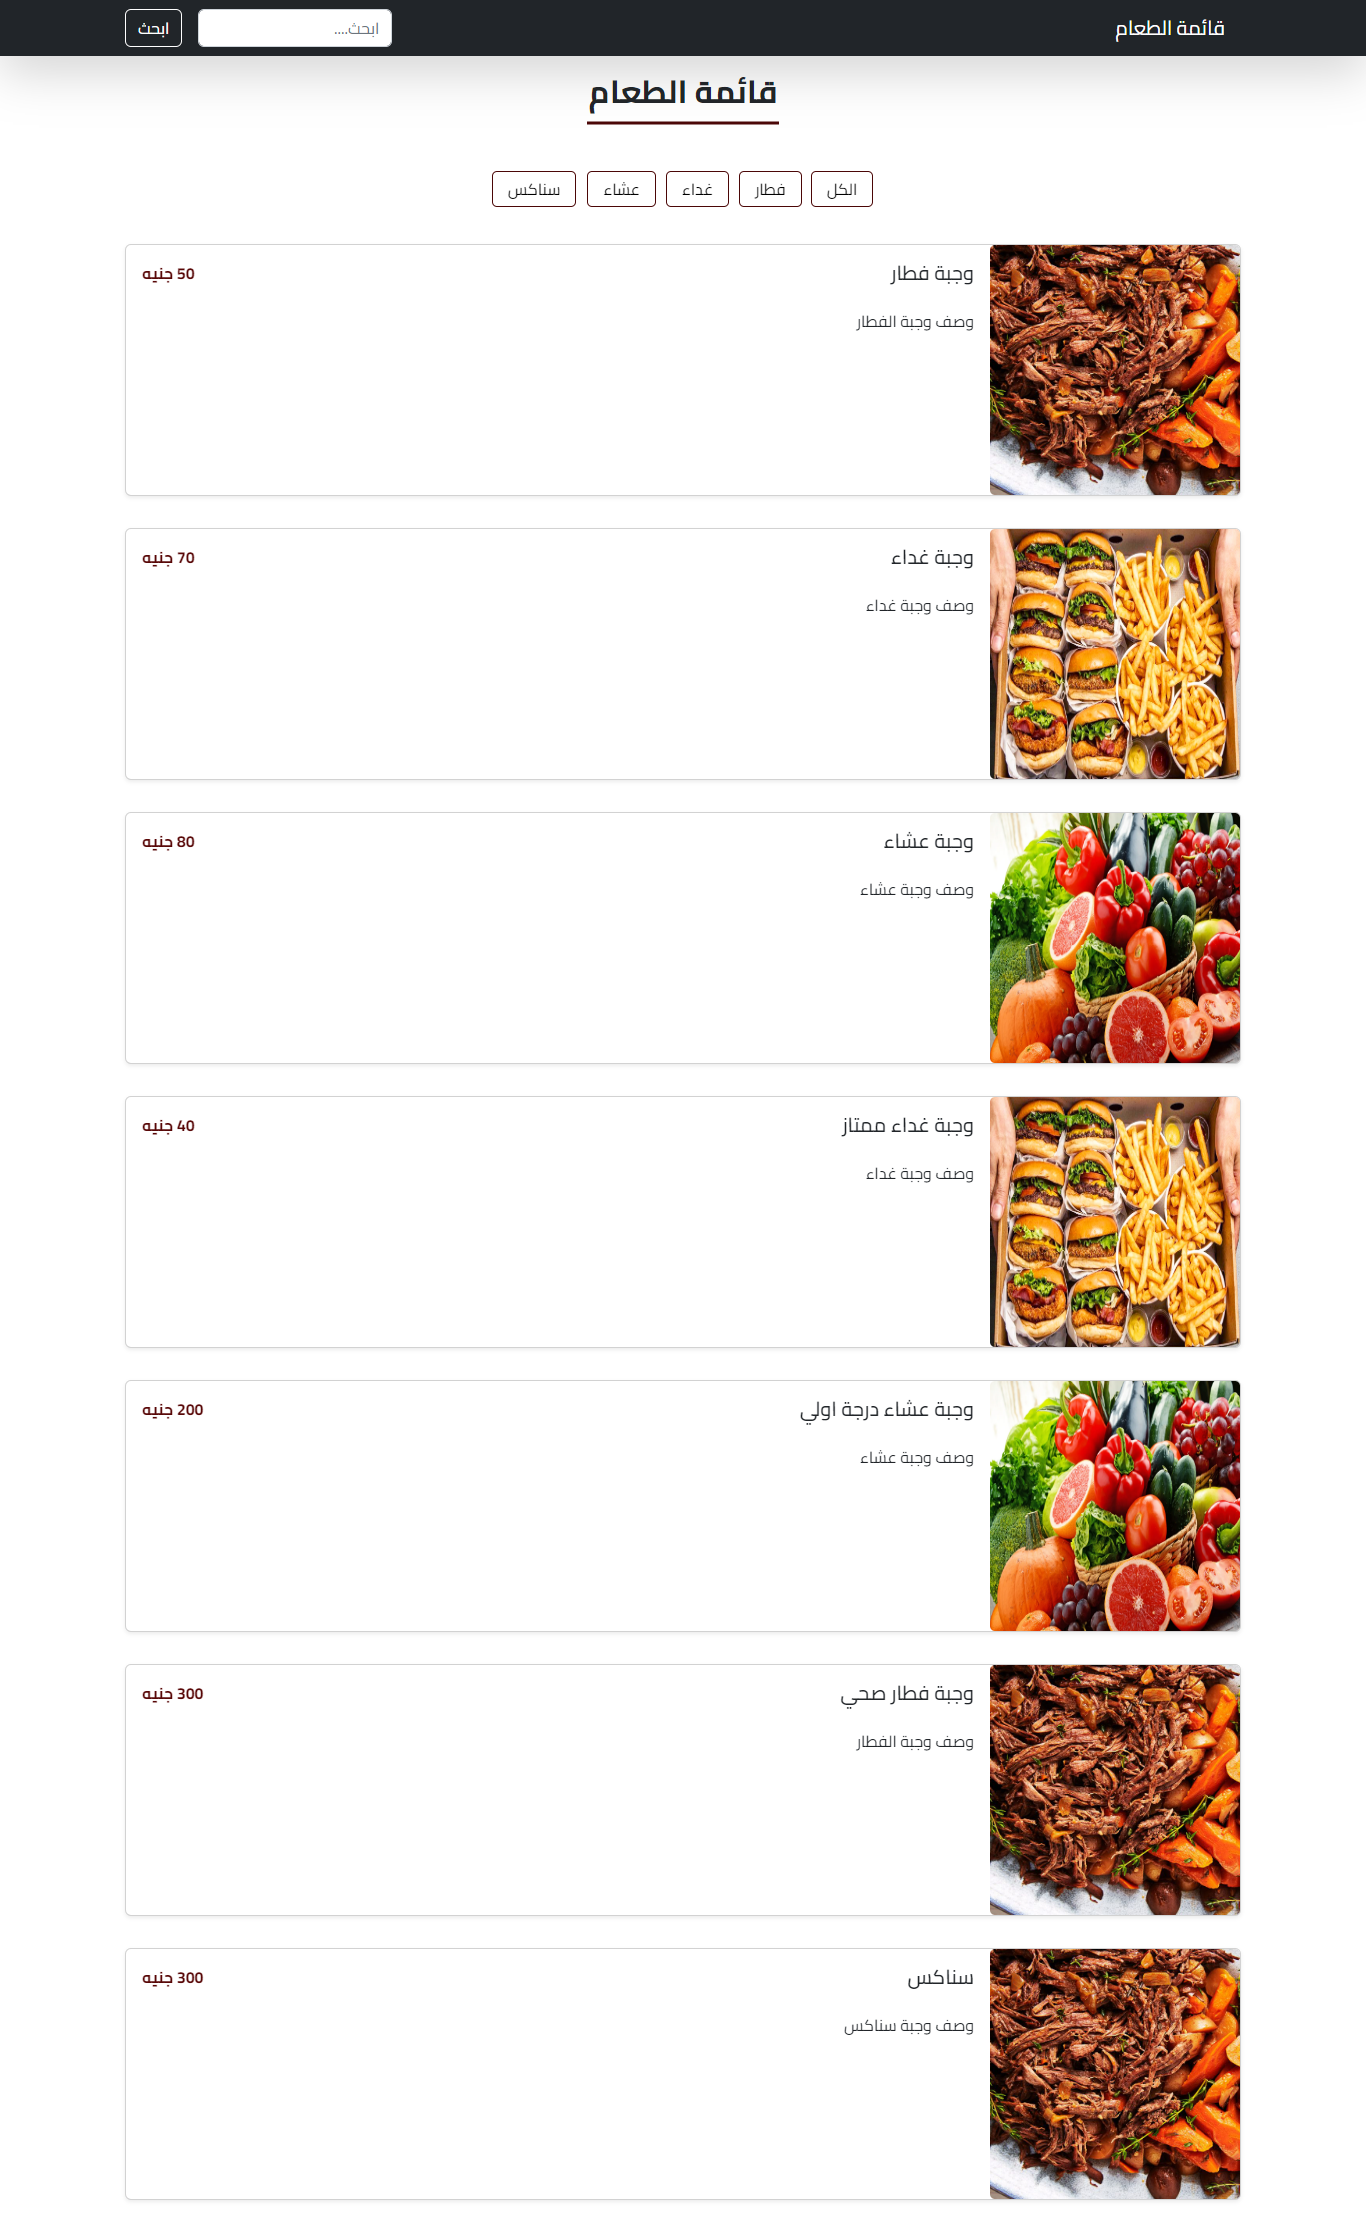 قائمة الطعام
ابحث....
ابحث
قائمة الطعام
الكل
فطار
غداء
عشاء
سناكس
وجبة فطار
50 جنيه
وصف وجبة الفطار
وجبة غداء
70 جنيه
وصف وجبة غداء
وجبة عشاء
80 جنيه
وصف وجبة عشاء
وجبة غداء ممتاز
40 جنيه
وصف وجبة غداء
وجبة عشاء درجة اولي
200 جنيه
وصف وجبة عشاء
وجبة فطار صحي
300 جنيه
وصف وجبة الفطار
سناكس
300 جنيه
وصف وجبة سناكس